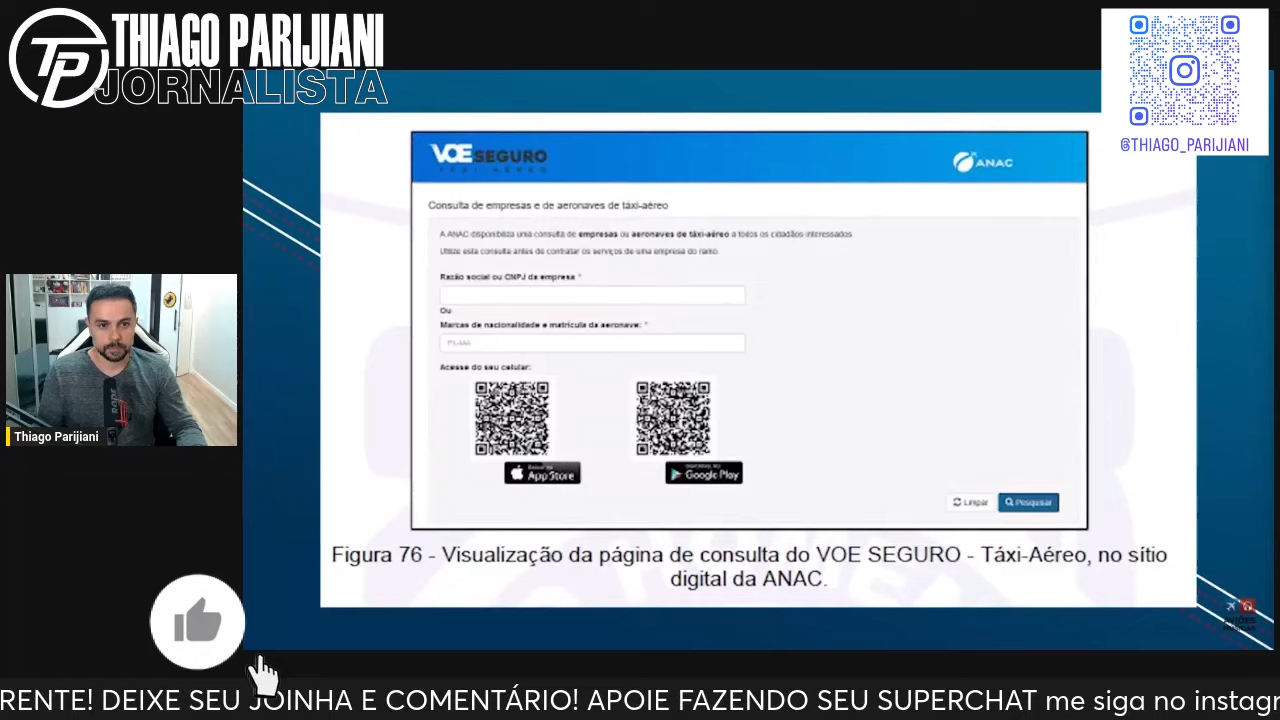 TP
THIAGO PARIJIANI
JORNALISTA
@THIAGO_PARIJIANI
VOE SEGURO
TÁXI-AÉREO
ANAC
Consulta de empresas e de aeronaves de táxi-aéreo
A ANAC disponibiliza uma consulta de empresas ou aeronaves de táxi-aéreo a todos os cidadãos interessados
Utilize esta consulta antes de contratar os serviços de uma empresa do ramo.
Razão social ou CNPJ da empresa *
Ou
Marcas de nacionalidade e matrícula da aeronave: *
Acesse do seu celular:
App Store
Google Play
Limpar
Pesquisar
Figura 76 - Visualização da página de consulta do VOE SEGURO - Táxi-Aéreo, no sítio
digital da ANAC.
Thiago Parijiani
RENTE! DEIXE SEU JOINHA E COMENTÁRIO! APOIE FAZENDO SEU SUPERCHAT me siga no instagr